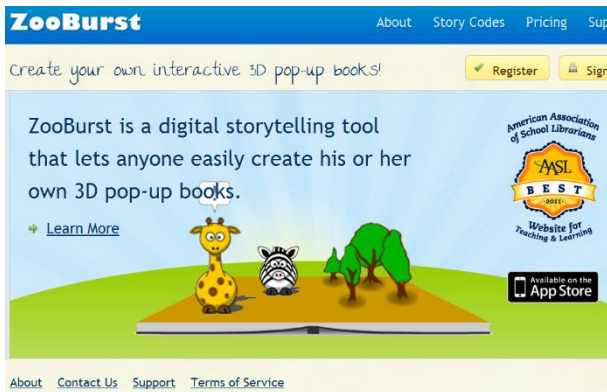 ZooBurst
About Story Codes Pricing Sup
Create your own interactive 3D pop-up books!
Register Sign
ZooBurst is a digital storytelling tool
that lets anyone easily create his or her
own 3D pop-up books.
Learn More
American Association
of School Librarians
AASL
BEST
2011
Website for
Teaching & Learning
Available on the
App Store
About Contact Us Support Terms of Service